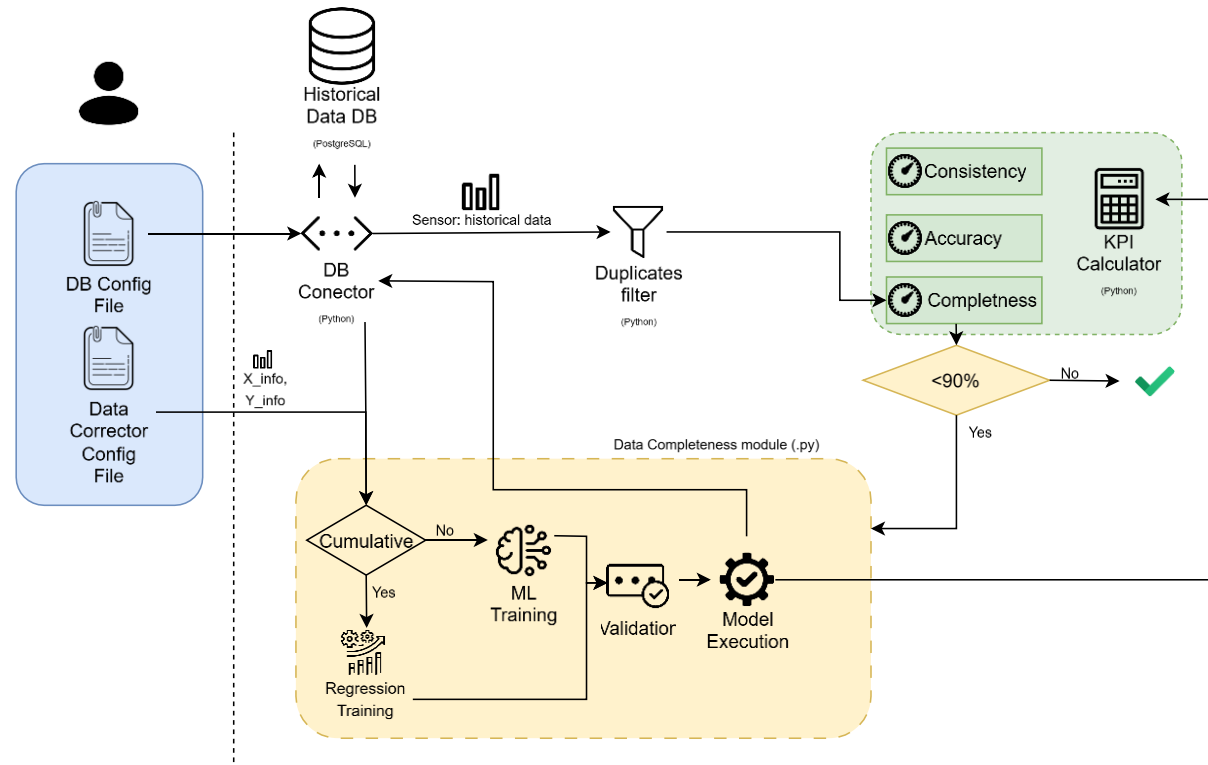 Historical
Data DB
(PostgreSQL)
Sensor: historical data
DB
Conector
(Python)
Duplicates
filter
(Python)
Consistency
Accuracy
Completness
KPI
Calculator
(Python)
DB Config
File
Data
Corrector
Config
File
X_info,
Y_info
<90%
No
Yes
Data Completeness module (.py)
Cumulative
No
Yes
ML
Training
Regression
Training
Validation
Model
Execution